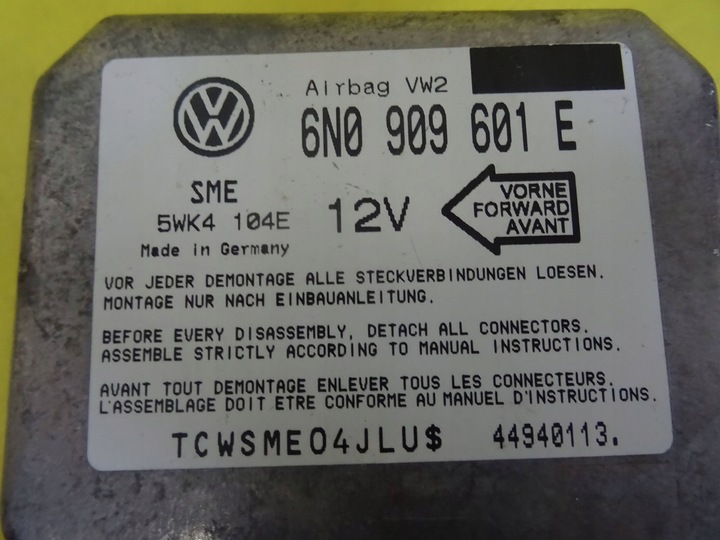 Airbag VW2
6N0 909 601 E
SME
5WK4 104E
12V
VORNE
FORWARD
AVANT
Made in Germany
VOR JEDER DEMONTAGE ALLE STECKVERBINDUNGEN LOESEN.
MONTAGE NUR NACH EINBAUANLEITUNG.
BEFORE EVERY DISASSEMBLY, DETACH ALL CONNECTORS.
ASSEMBLE STRICTLY ACCORDING TO MANUAL INSTRUCTIONS.
AVANT TOUT DEMONTAGE ENLEVER TOUS LES CONNECTEURS.
L'ASSEMBLAGE DOIT ETRE CONFORME AU MANUEL D'INSTRUCTIONS.
TCWSME04JLU$ 44940113.